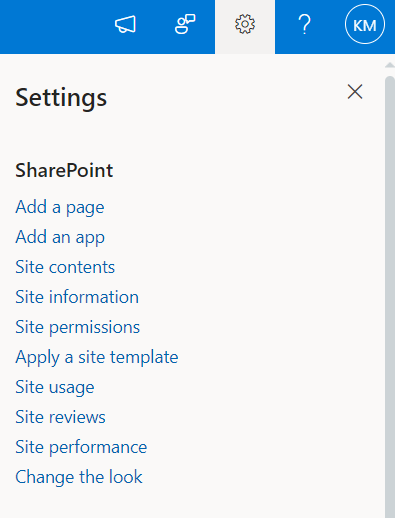 ?
KM
Settings
SharePoint
Add a page
Add an app
Site contents
Site information
Site permissions
Apply a site template
Site usage
Site reviews
Site performance
Change the look